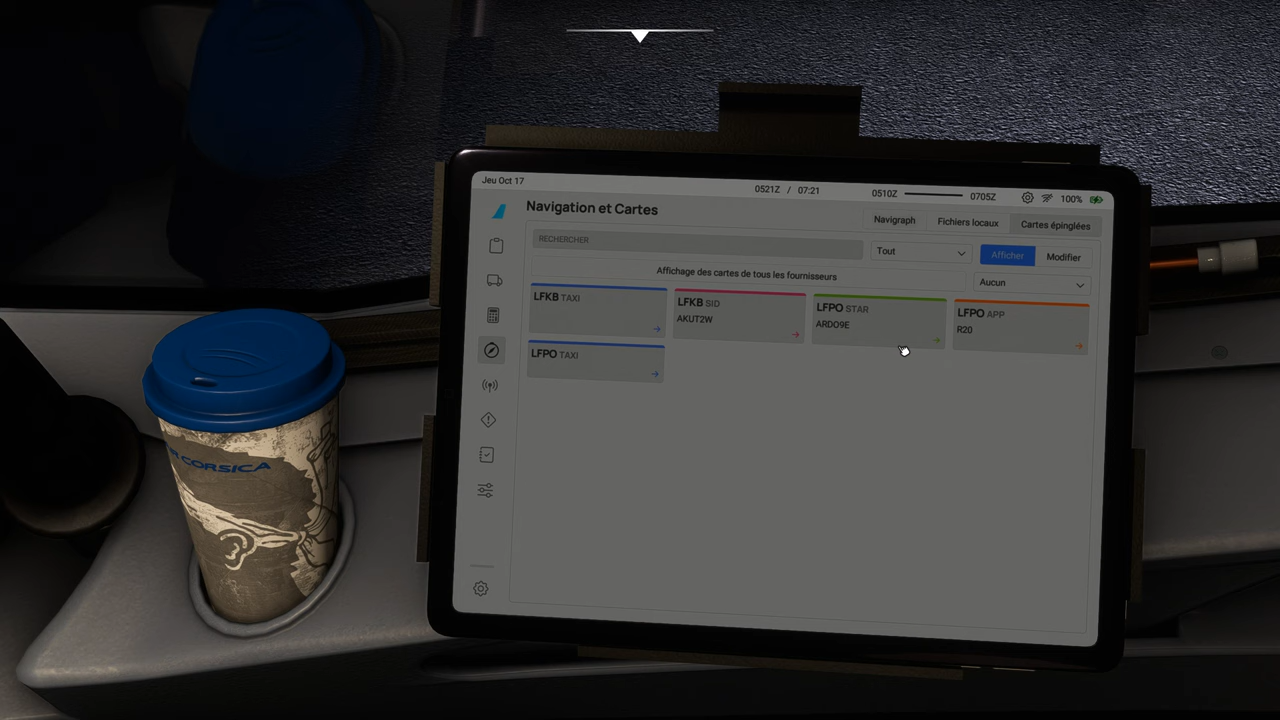 Jeu Oct 17
0521Z / 07:21
0510Z
0705Z
100%
Navigation et Cartes
Navigraph
Fichiers locaux
Cartes épinglées
RECHERCHER
Tout
Afficher
Modifier
Affichage des cartes de tous les fournisseurs
Aucun
LFKB TAXI
LFKB SID
AKUT2W
LFPO STAR
ARDO9E
LFPO APP
R20
LFPO TAXI
CORSICA